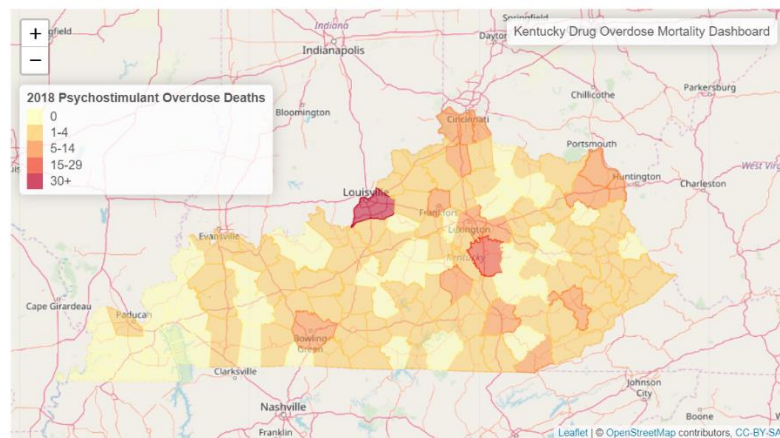 +
−
Kentucky Drug Overdose Mortality Dashboard
2018 Psychostimulant Overdose Deaths
0
1-4
5-14
15-29
30+
Springfield
Indiana
Indianapolis
Dayton
Chillicothe
Parkersburg
Bloomington
Cincinnati
Portsmouth
Huntington
Charleston
West Virginia
Louisville
Frankfort
Lexington
Kentucky
Evansville
Cape Girardeau
Paducah
Bowling
Green
Clarksville
Johnson
City
Nashville
Boone
Franklin
Leaflet | © OpenStreetMap contributors, CC-BY-SA